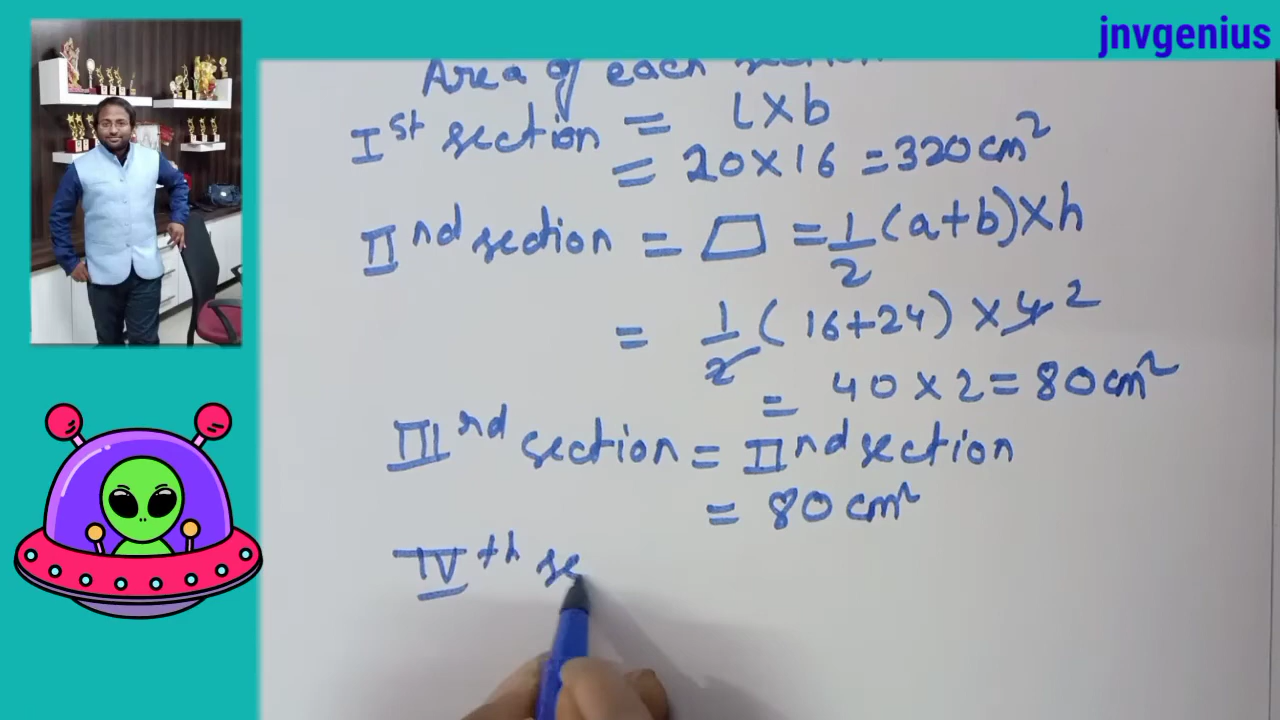 jnvgenius
Area of each section
Ist section = l×b
= 20×16 = 320 cm²
IInd section = ▱ = 1/2 (a+b)×h
= 1/2 (16+24) ×4 2
= 40×2 = 80 cm²
IIIrd section = IInd section
= 80 cm²
IVth se